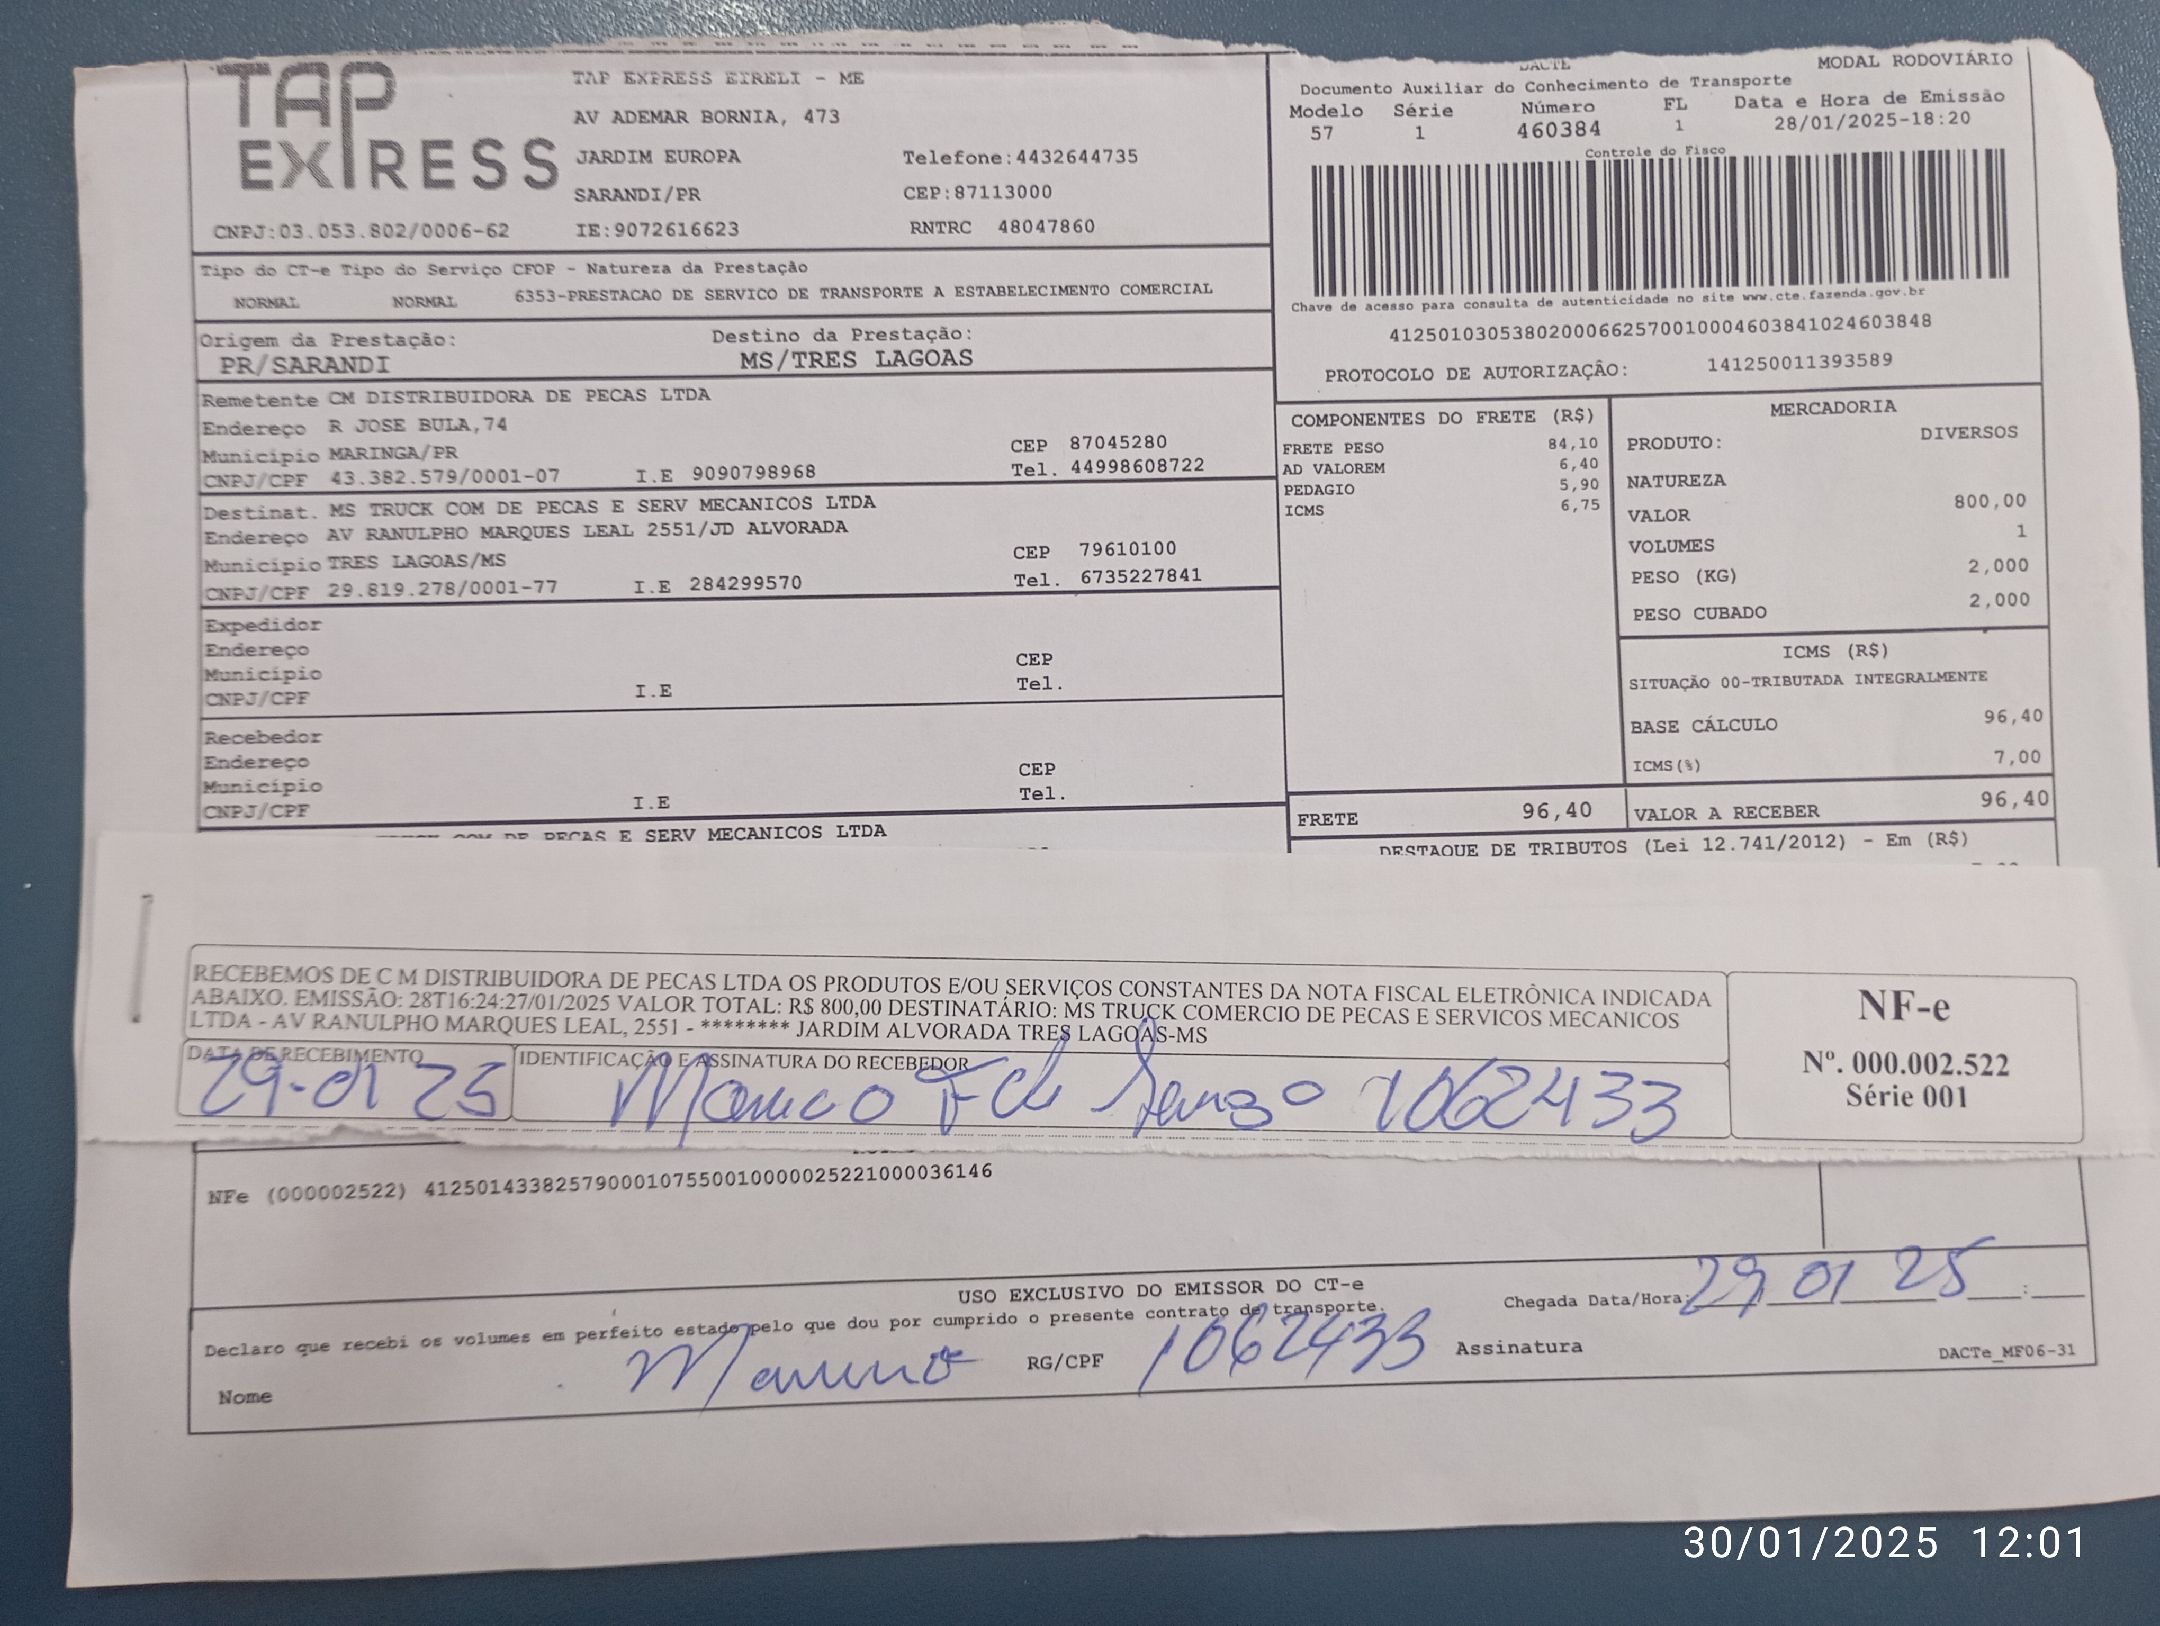 TAP EXPRESS
TAP EXPRESS EIRELI - ME
AV ADEMAR BORNIA, 473
JARDIM EUROPA Telefone:4432644735
SARANDI/PR CEP:87113000
CNPJ:03.053.802/0006-62 IE:9072616623 RNTRC 48047860
DACTE MODAL RODOVIÁRIO
Documento Auxiliar do Conhecimento de Transporte
Modelo Série Número FL Data e Hora de Emissão
57 1 460384 1 28/01/2025-18:20
Controle do Fisco
Chave de acesso para consulta de autenticidade no site www.cte.fazenda.gov.br
41250103053802000662570010004603841024603848
PROTOCOLO DE AUTORIZAÇÂO: 141250011393589
Tipo do CT-e Tipo do Serviço CFOP - Natureza da Prestação
NORMAL NORMAL 6353-PRESTACAO DE SERVICO DE TRANSPORTE A ESTABELECIMENTO COMERCIAL
Origem da Prestação: Destino da Prestação:
PR/SARANDI MS/TRES LAGOAS
Remetente CM DISTRIBUIDORA DE PECAS LTDA
Endereço R JOSE BULA,74
Município MARINGA/PR CEP 87045280
CNPJ/CPF 43.382.579/0001-07 I.E 9090798968 Tel. 44998608722
Destinat. MS TRUCK COM DE PECAS E SERV MECANICOS LTDA
Endereço AV RANULPHO MARQUES LEAL 2551/JD ALVORADA
Município TRES LAGOAS/MS CEP 79610100
CNPJ/CPF 29.819.278/0001-77 I.E 284299570 Tel. 6735227841
Expedidor
Endereço
Município CEP
CNPJ/CPF I.E Tel.
Recebedor
Endereço
Município CEP
CNPJ/CPF I.E Tel.
COM DE PECAS E SERV MECANICOS LTDA
COMPONENTES DO FRETE (R$)
FRETE PESO 84,10
AD VALOREM 6,40
PEDAGIO 5,90
ICMS 6,75
FRETE 96,40
MERCADORIA
PRODUTO: DIVERSOS
NATUREZA
VALOR 800,00
VOLUMES 1
PESO (KG) 2,000
PESO CUBADO 2,000
ICMS (R$)
SITUAÇÃO 00-TRIBUTADA INTEGRALMENTE
BASE CÁLCULO 96,40
ICMS(%) 7,00
VALOR A RECEBER 96,40
DESTAQUE DE TRIBUTOS (Lei 12.741/2012) - Em (R$)
RECEBEMOS DE C M DISTRIBUIDORA DE PECAS LTDA OS PRODUTOS E/OU SERVIÇOS CONSTANTES DA NOTA FISCAL ELETRÔNICA INDICADA
ABAIXO. EMISSÃO: 28T16:24:27/01/2025 VALOR TOTAL: R$ 800,00 DESTINATÁRIO: MS TRUCK COMERCIO DE PECAS E SERVICOS MECANICOS
LTDA - AV RANULPHO MARQUES LEAL, 2551 - ******** JARDIM ALVORADA TRES LAGOAS-MS
DATA DE RECEBIMENTO IDENTIFICAÇÃO E ASSINATURA DO RECEBEDOR
29-01 25 1062433
NF-e
Nº. 000.002.522
Série 001
NFe (000002522) 41250143382579000107550010000025221000036146
USO EXCLUSIVO DO EMISSOR DO CT-e
Declaro que recebi os volumes em perfeito estado pelo que dou por cumprido o presente contrato de transporte.
Chegada Data/Hora: 29 01 25 :
Nome RG/CPF 1062433 Assinatura
DACTe_MF06-31
30/01/2025 12:01